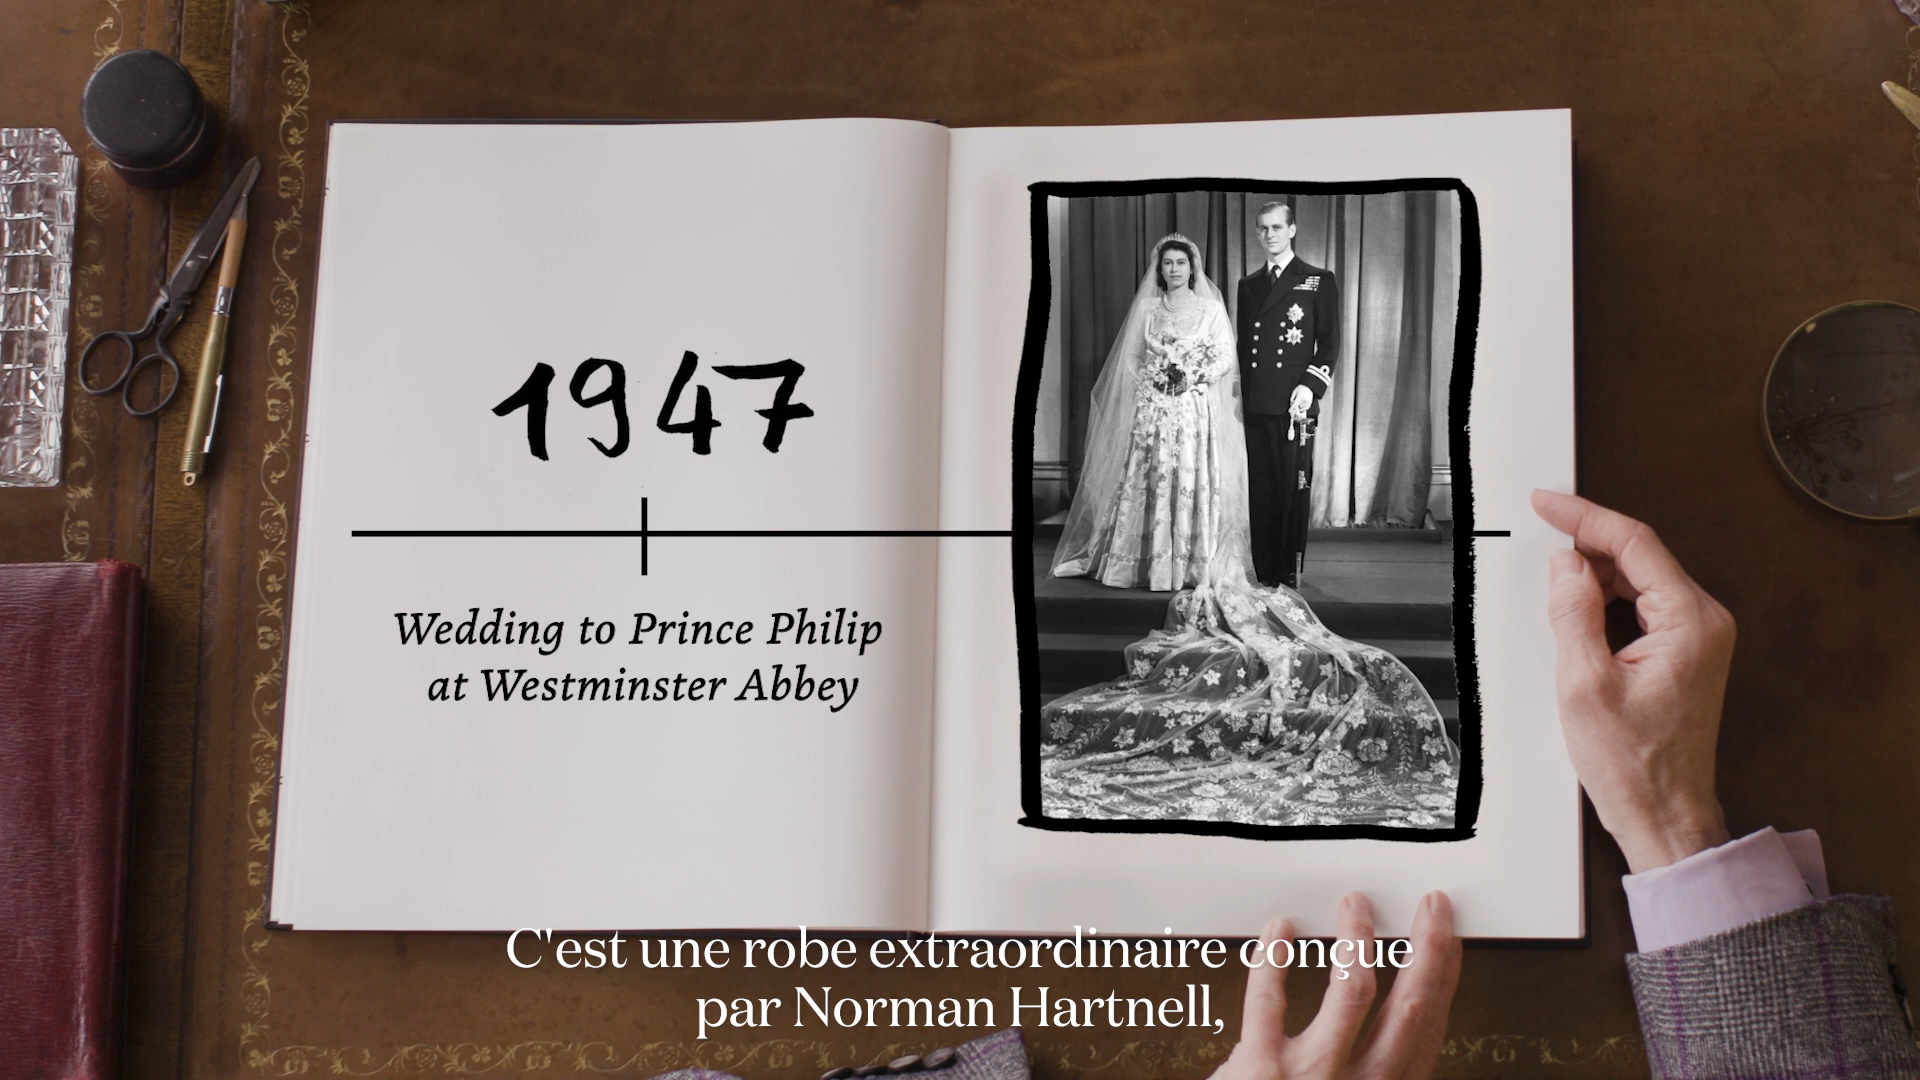 1947
Wedding to Prince Philip
at Westminster Abbey
C'est une robe extraordinaire conçue
par Norman Hartnell,